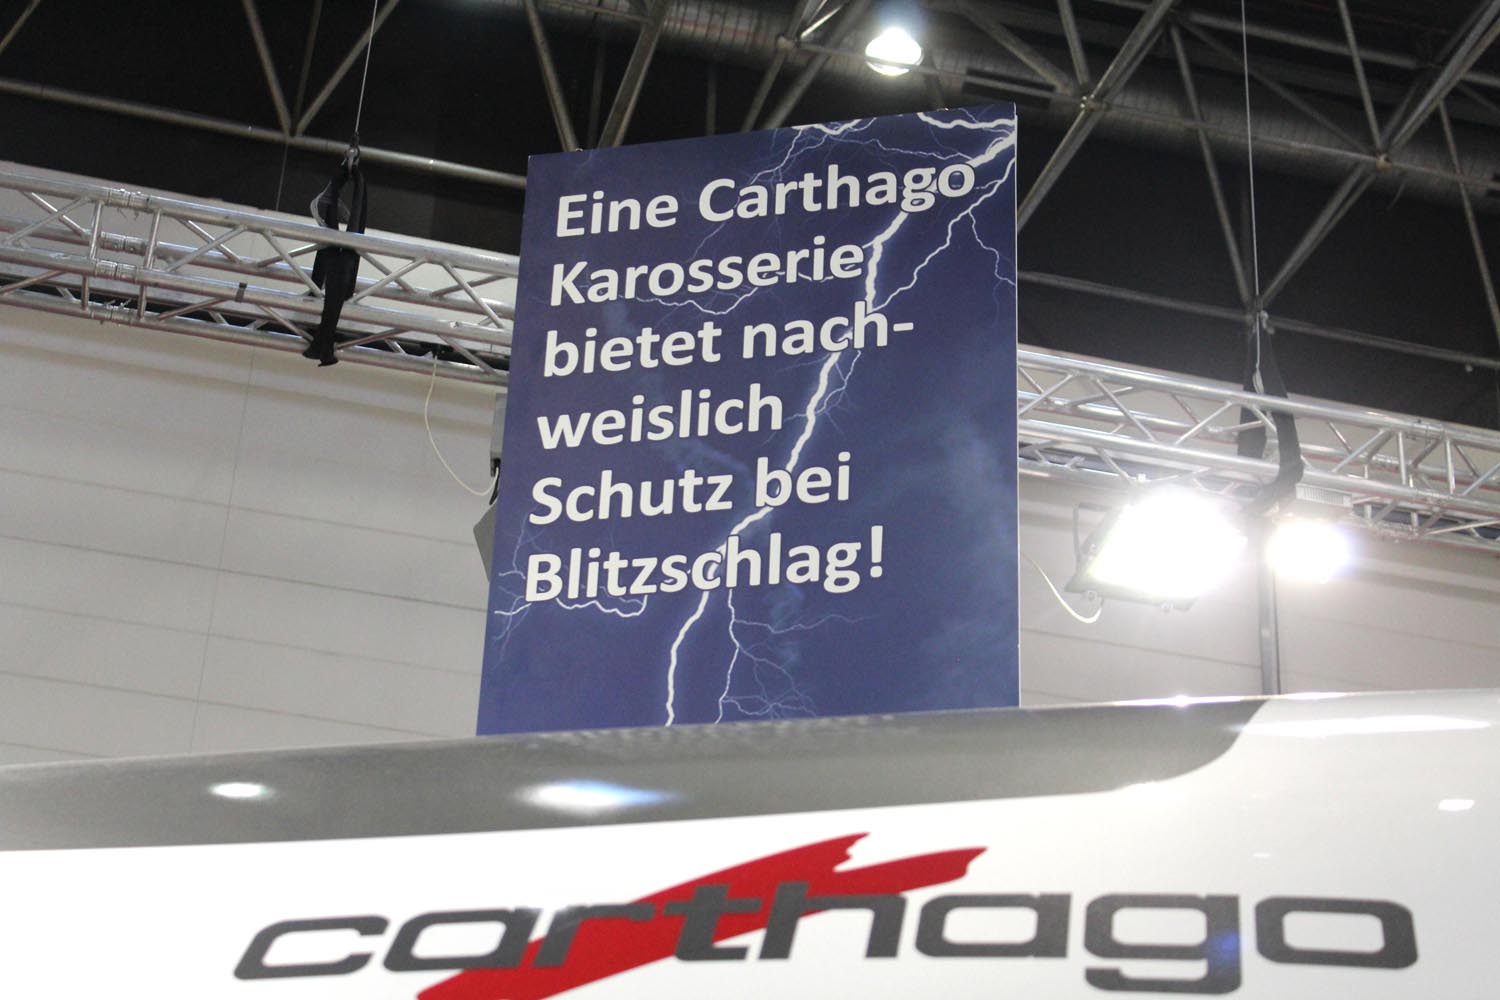 Eine Carthago
Karosserie
bietet nach-
weislich
Schutz bei
Blitzschlag!
carthago